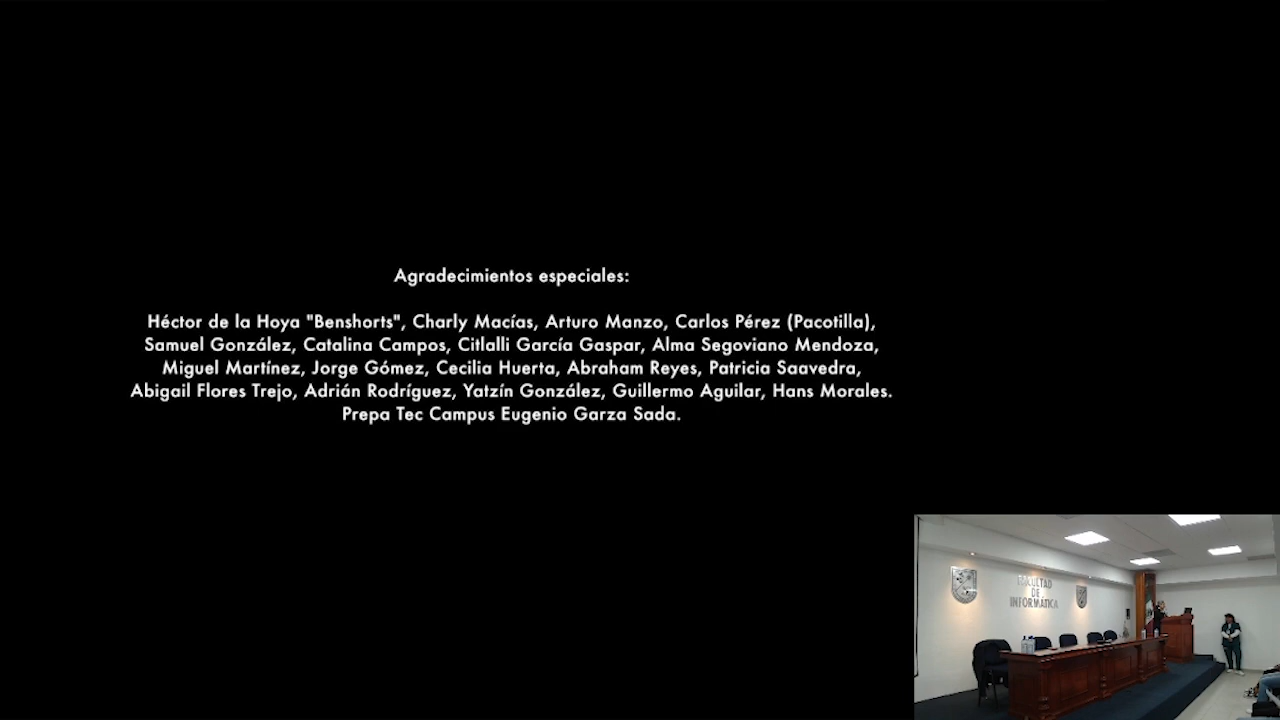 Agradecimientos especiales:
Héctor de la Hoya "Benshorts", Charly Macías, Arturo Manzo, Carlos Pérez (Pacotilla),
Samuel González, Catalina Campos, Citlalli García Gaspar, Alma Segoviano Mendoza,
Miguel Martínez, Jorge Gómez, Cecilia Huerta, Abraham Reyes, Patricia Saavedra,
Abigail Flores Trejo, Adrián Rodríguez, Yatzín González, Guillermo Aguilar, Hans Morales.
Prepa Tec Campus Eugenio Garza Sada.
FACULTAD
DE
INFORMÁTICA